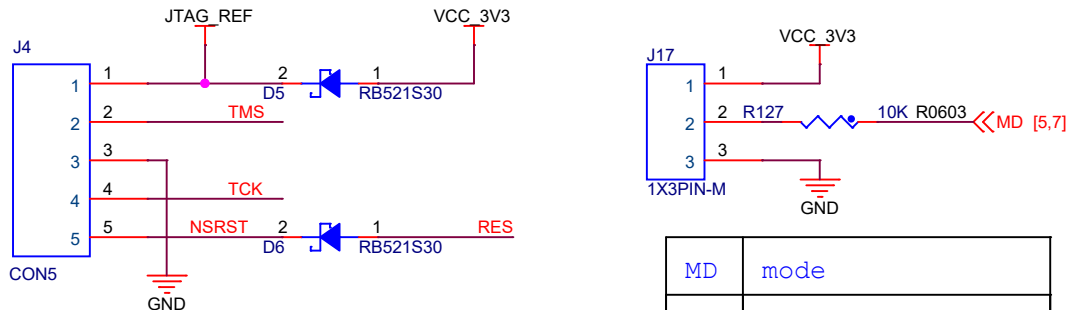 JTAG_REF
VCC_3V3
J4
1 1
2 D5 1 RB521S30
2 2 TMS
3 3
4 4 TCK
5 5 NSRST 2 D6 1 RB521S30 RES
CON5
GND
VCC_3V3
J17
1 1
2 2 R127 10K R0603 MD [5,7]
3 3
1X3PIN-M
GND
MD mode